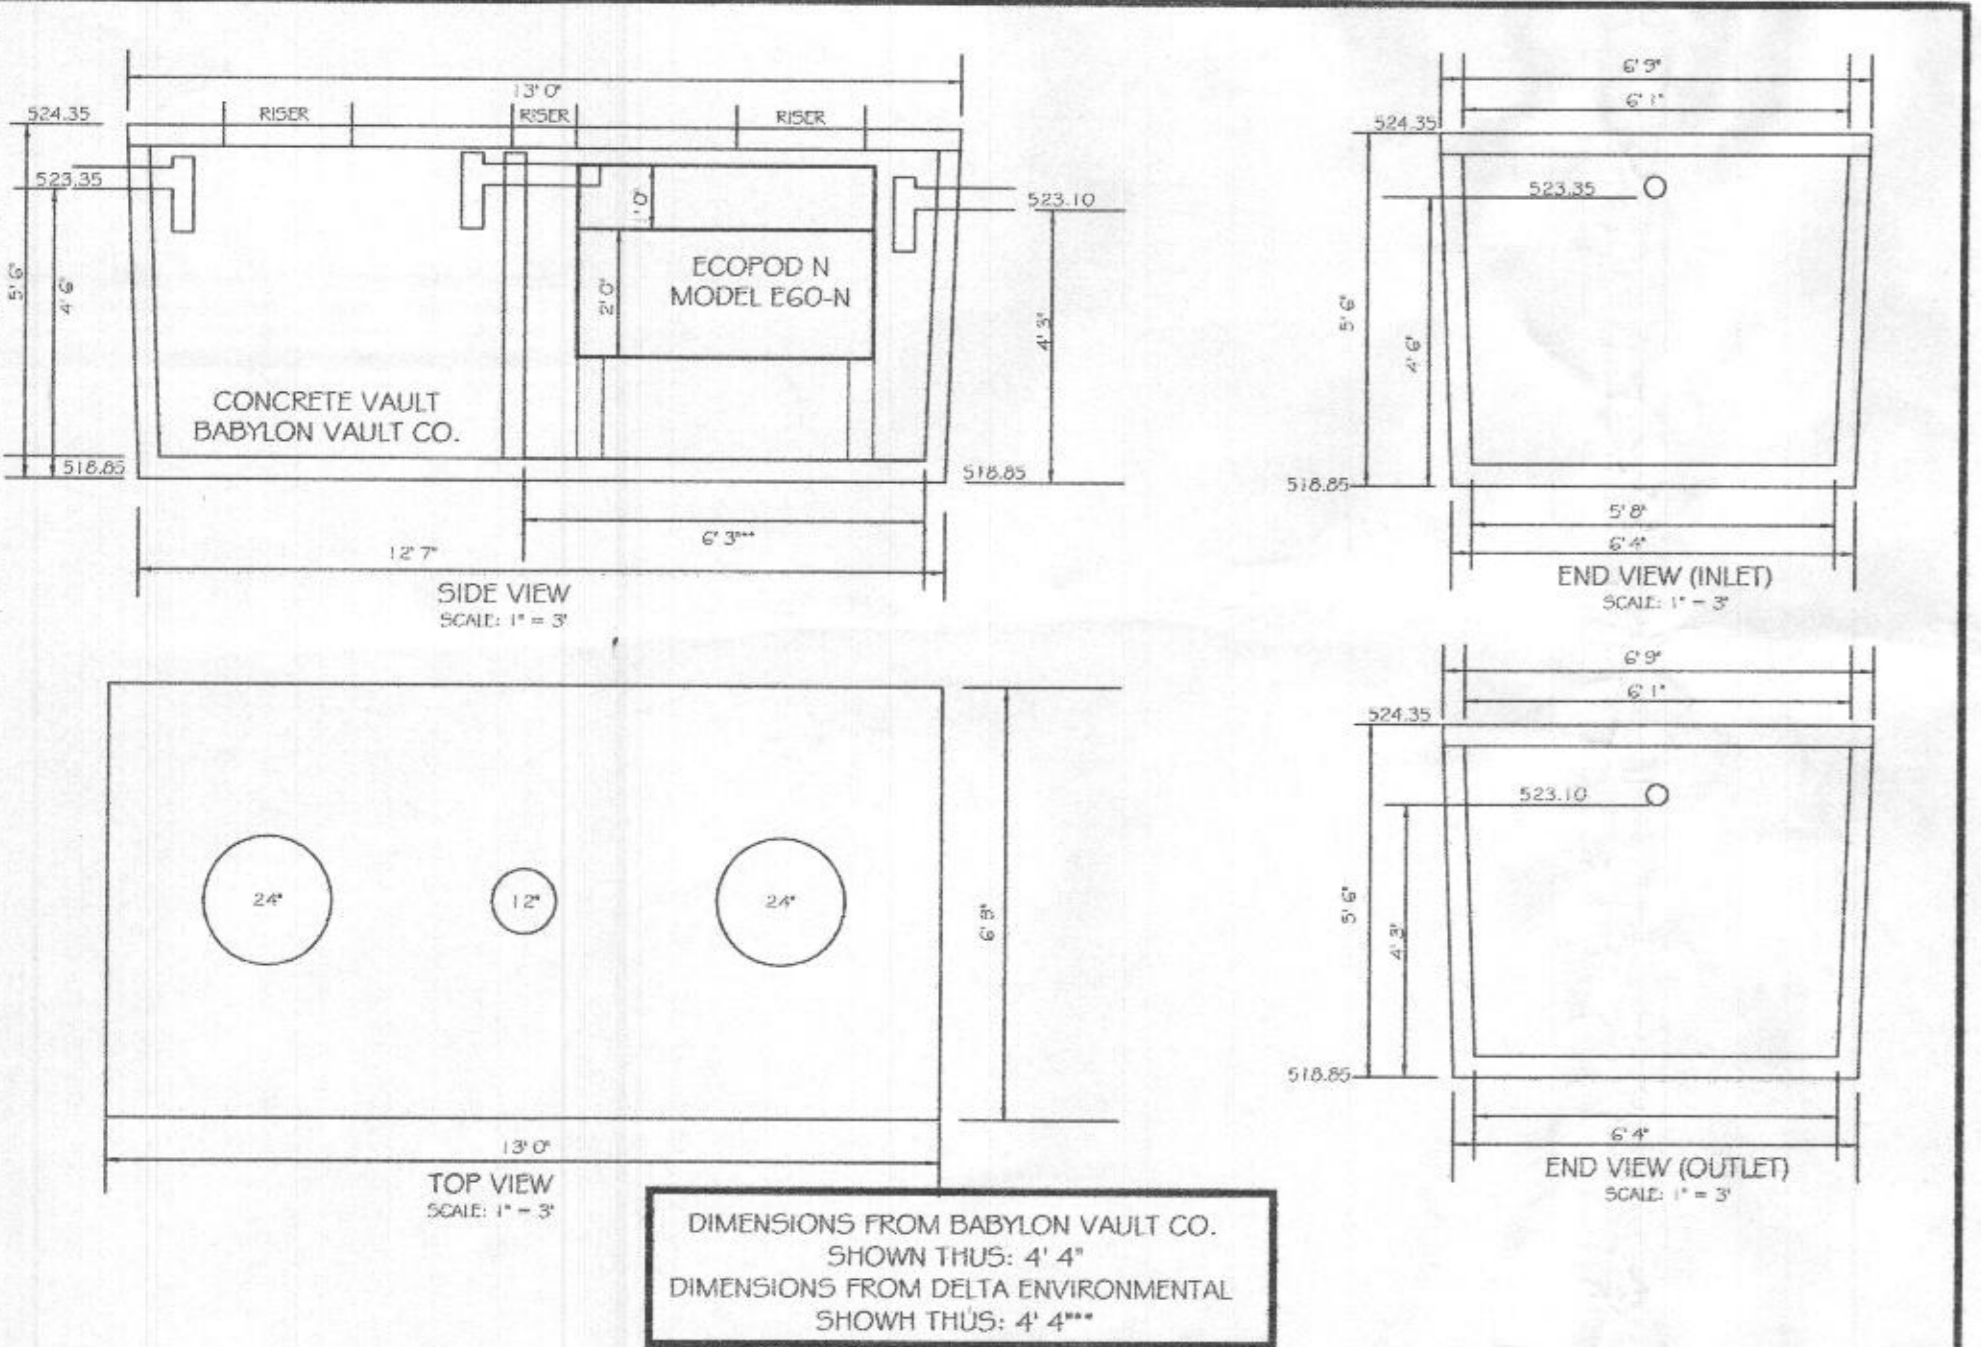 13' 0"
524.35
RISER
RISER
RISER
523.35
523.10
1' 0"
2' 0"
ECOPOD N
MODEL E60-N
5' 6"
4' 6"
4' 3"
CONCRETE VAULT
BABYLON VAULT CO.
518.85
518.85
6' 3"**
12' 7"
SIDE VIEW
SCALE: 1" = 3'
6' 9"
6' 1"
524.35
523.35
5' 6"
4' 6"
518.85
5' 8"
6' 4"
END VIEW (INLET)
SCALE: 1" = 3'
24"
12"
24"
6' 9"
13' 0"
TOP VIEW
SCALE: 1" = 3'
6' 9"
6' 1"
524.35
523.10
5' 6"
4' 3"
518.85
6' 4"
END VIEW (OUTLET)
SCALE: 1" = 3'
DIMENSIONS FROM BABYLON VAULT CO.
SHOWN THUS: 4' 4"
DIMENSIONS FROM DELTA ENVIRONMENTAL
SHOWH THUS: 4' 4"**